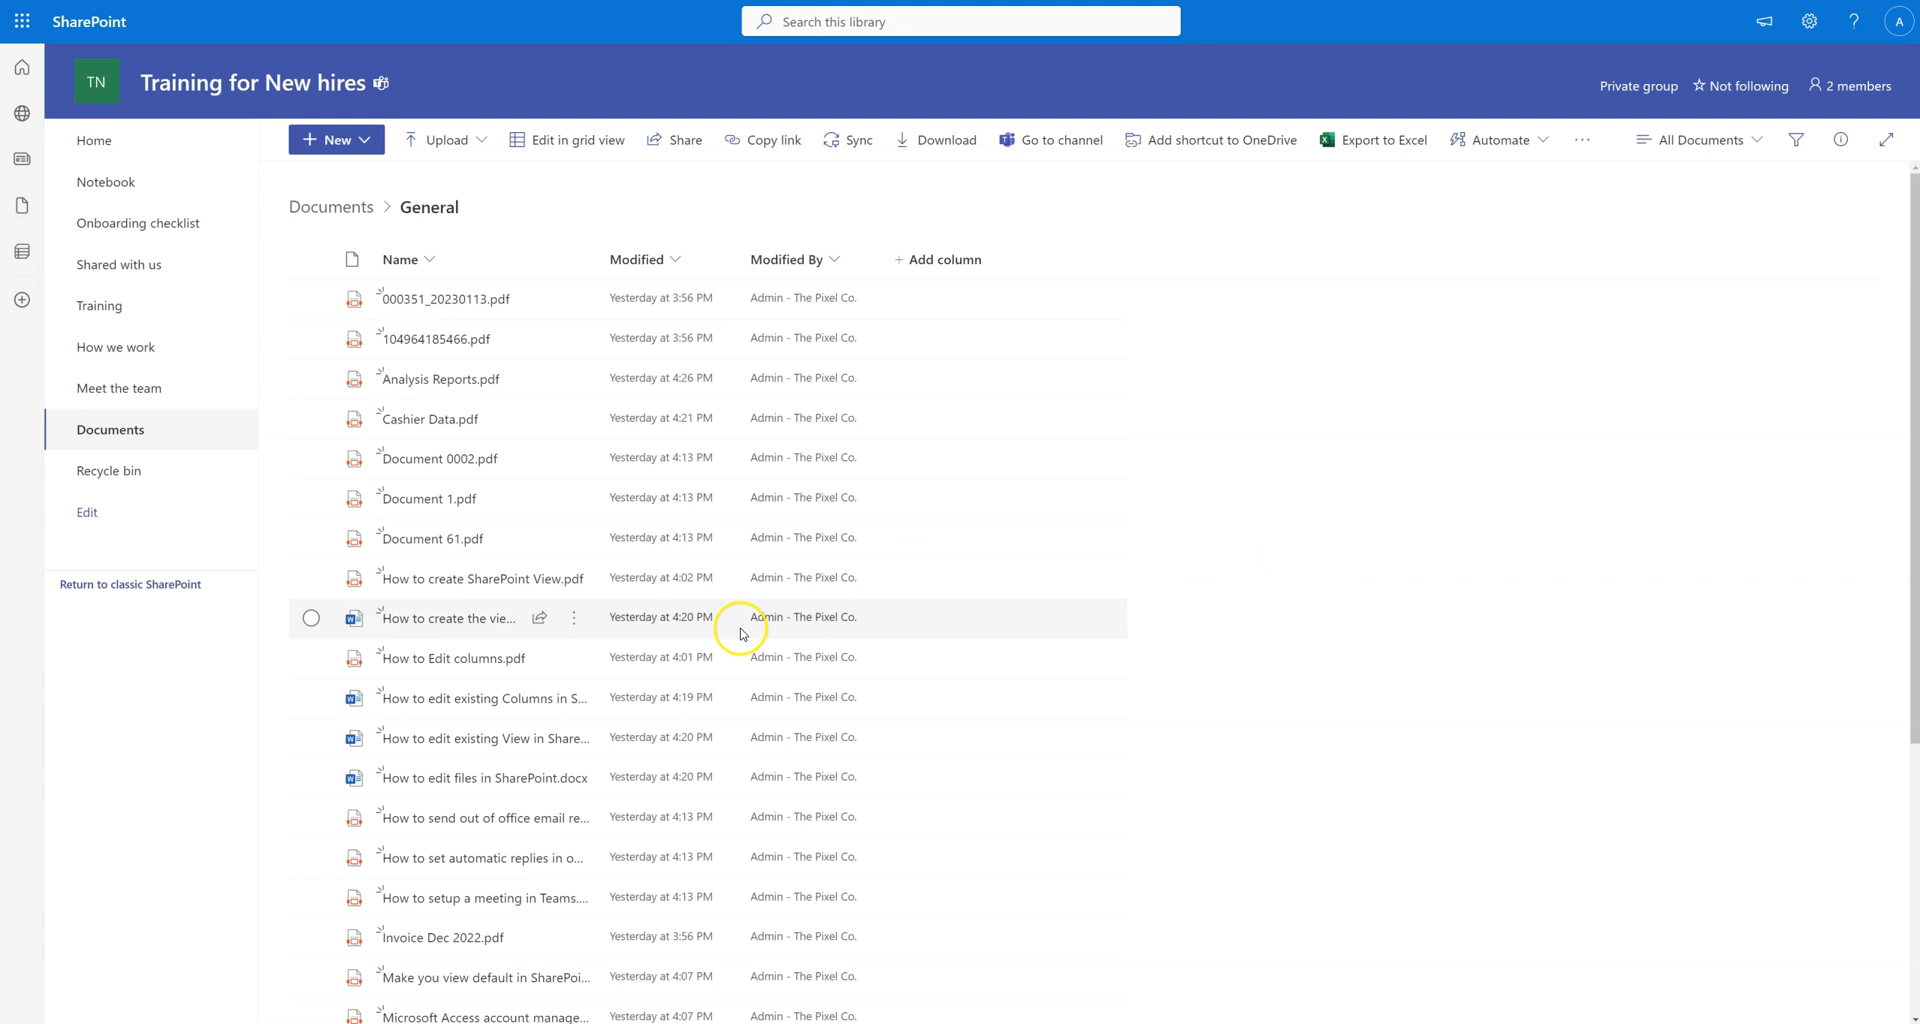 SharePoint
Search this library
?
A
TN
Training for New hires
Private group
Not following
2 members
Home
Notebook
Onboarding checklist
Shared with us
Training
How we work
Meet the team
Documents
Recycle bin
Edit
Return to classic SharePoint
+ New
Upload
Edit in grid view
Share
Copy link
Sync
Download
Go to channel
Add shortcut to OneDrive
Export to Excel
Automate
...
All Documents
Documents > General
Name Modified Modified By + Add column
000351_20230113.pdf Yesterday at 3:56 PM Admin - The Pixel Co.
104964185466.pdf Yesterday at 3:56 PM Admin - The Pixel Co.
Analysis Reports.pdf Yesterday at 4:26 PM Admin - The Pixel Co.
Cashier Data.pdf Yesterday at 4:21 PM Admin - The Pixel Co.
Document 0002.pdf Yesterday at 4:13 PM Admin - The Pixel Co.
Document 1.pdf Yesterday at 4:13 PM Admin - The Pixel Co.
Document 61.pdf Yesterday at 4:13 PM Admin - The Pixel Co.
How to create SharePoint View.pdf Yesterday at 4:02 PM Admin - The Pixel Co.
How to create the vie... Yesterday at 4:20 PM Admin - The Pixel Co.
How to Edit columns.pdf Yesterday at 4:01 PM Admin - The Pixel Co.
How to edit existing Columns in S... Yesterday at 4:19 PM Admin - The Pixel Co.
How to edit existing View in Share... Yesterday at 4:20 PM Admin - The Pixel Co.
How to edit files in SharePoint.docx Yesterday at 4:20 PM Admin - The Pixel Co.
How to send out of office email re... Yesterday at 4:13 PM Admin - The Pixel Co.
How to set automatic replies in o... Yesterday at 4:13 PM Admin - The Pixel Co.
How to setup a meeting in Teams.... Yesterday at 4:13 PM Admin - The Pixel Co.
Invoice Dec 2022.pdf Yesterday at 3:56 PM Admin - The Pixel Co.
Make you view default in SharePoi... Yesterday at 4:07 PM Admin - The Pixel Co.
Microsoft Access account manage... Yesterday at 4:07 PM Admin - The Pixel Co.